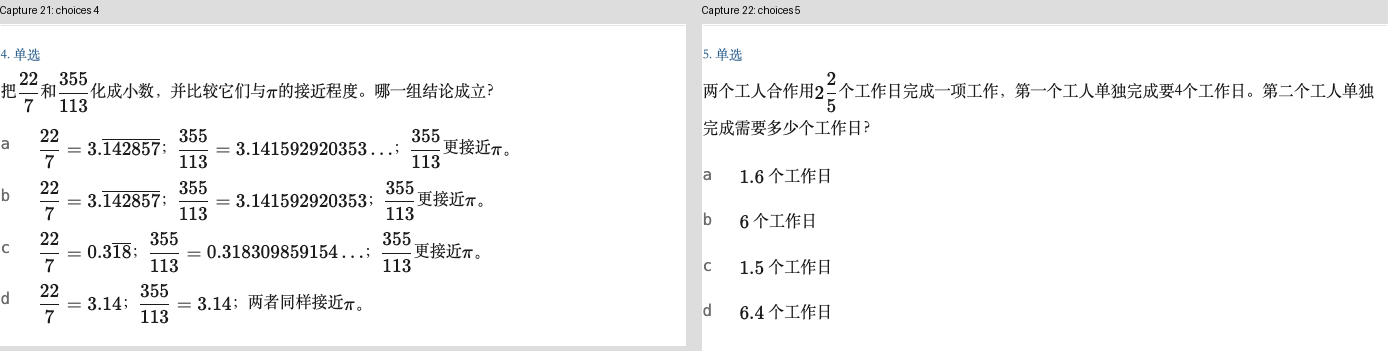 Capture 21: choices 4
4. 单选
把22/7和355/113化成小数，并比较它们与π的接近程度。哪一组结论成立?
a 22/7 = 3.1̅4̅2̅8̅5̅7̅；355/113 = 3.141592920353...；355/113更接近π。
b 22/7 = 3.1̅4̅2̅8̅5̅7̅；355/113 = 3.141592920353；355/113更接近π。
c 22/7 = 0.31̅8̅；355/113 = 0.318309859154...；355/113更接近π。
d 22/7 = 3.14；355/113 = 3.14；两者同样接近π。
Capture 22: choices 5
5. 单选
两个工人合作用2 2/5个工作日完成一项工作，第一个工人单独完成要4个工作日。第二个工人单独
完成需要多少个工作日?
a 1.6 个工作日
b 6 个工作日
c 1.5 个工作日
d 6.4 个工作日